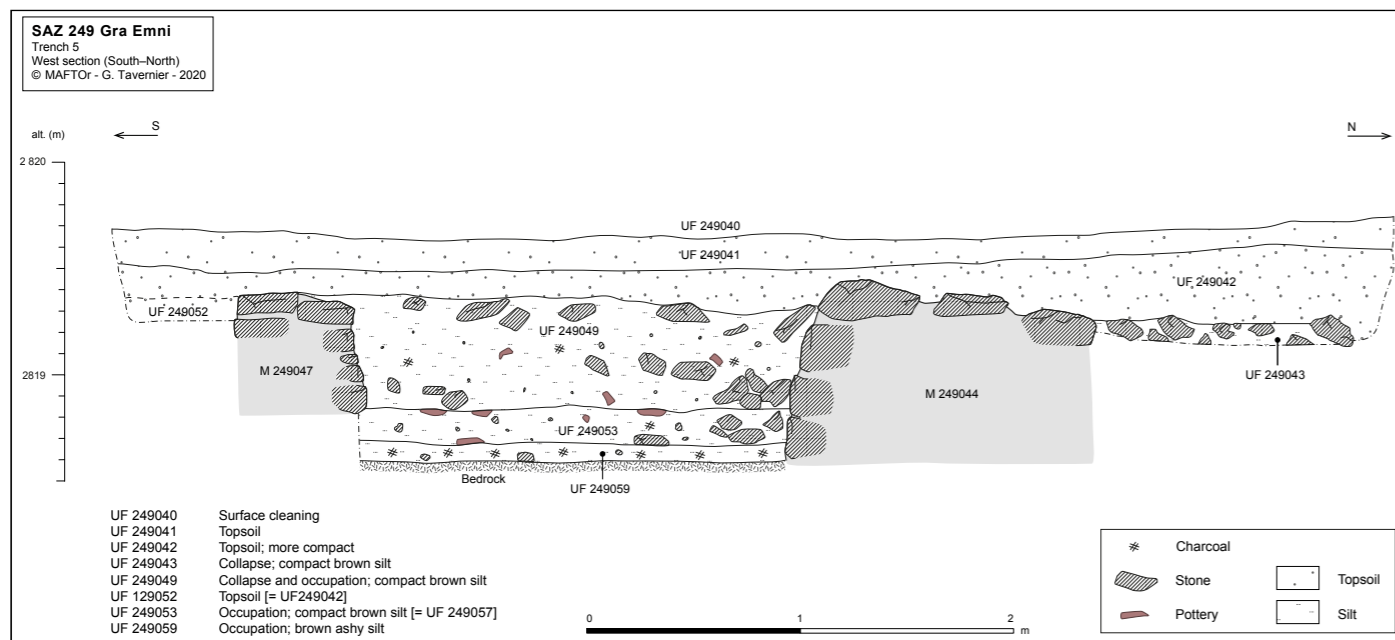 SAZ 249 Gra Emni
Trench 5
West section (South–North)
© MAFTOr - G. Tavernier - 2020
alt. (m)
S
N
2 820
UF 249040
UF 249041
UF 249042
UF 249052
UF 249049
2819
M 249047
UF 249043
M 249044
UF 249053
Bedrock
UF 249059
UF 249040 Surface cleaning
UF 249041 Topsoil
UF 249042 Topsoil; more compact
UF 249043 Collapse; compact brown silt
UF 249049 Collapse and occupation; compact brown silt
UF 129052 Topsoil [= UF249042]
UF 249053 Occupation; compact brown silt [= UF 249057]
UF 249059 Occupation; brown ashy silt
0 1 2
m
Charcoal
Stone Topsoil
Pottery Silt